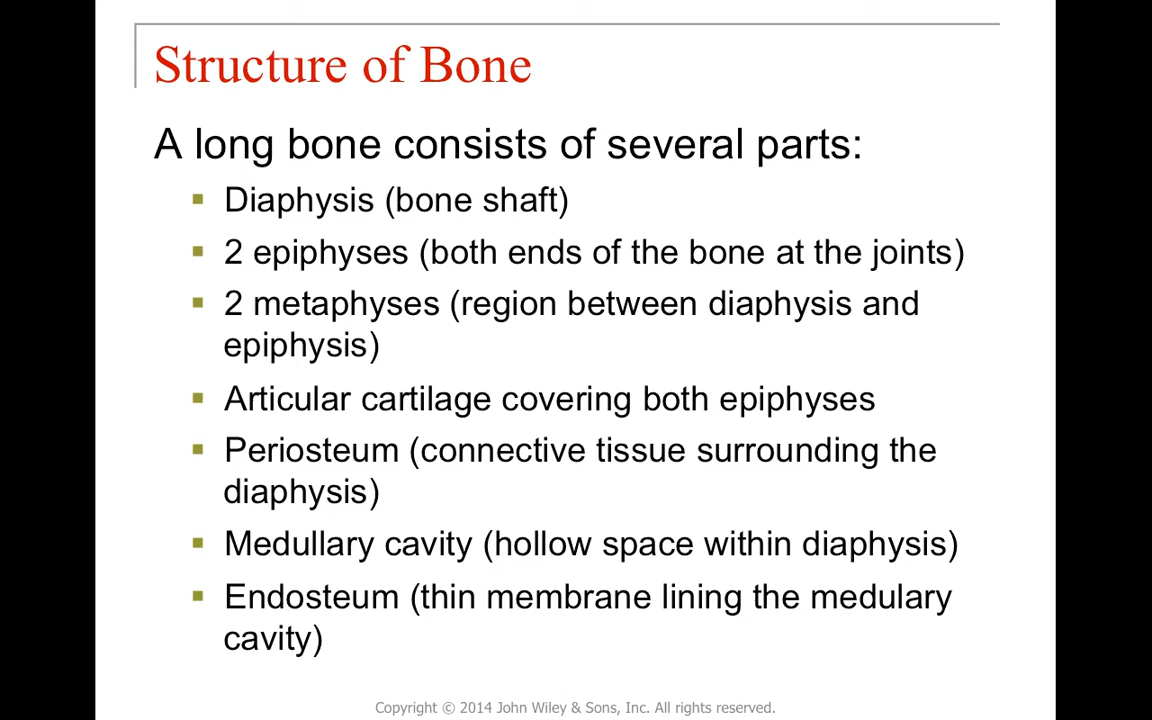 Structure of Bone
A long bone consists of several parts:
▪ Diaphysis (bone shaft)
▪ 2 epiphyses (both ends of the bone at the joints)
▪ 2 metaphyses (region between diaphysis and
epiphysis)
▪ Articular cartilage covering both epiphyses
▪ Periosteum (connective tissue surrounding the
diaphysis)
▪ Medullary cavity (hollow space within diaphysis)
▪ Endosteum (thin membrane lining the medulary
cavity)
Copyright © 2014 John Wiley & Sons, Inc. All rights reserved.